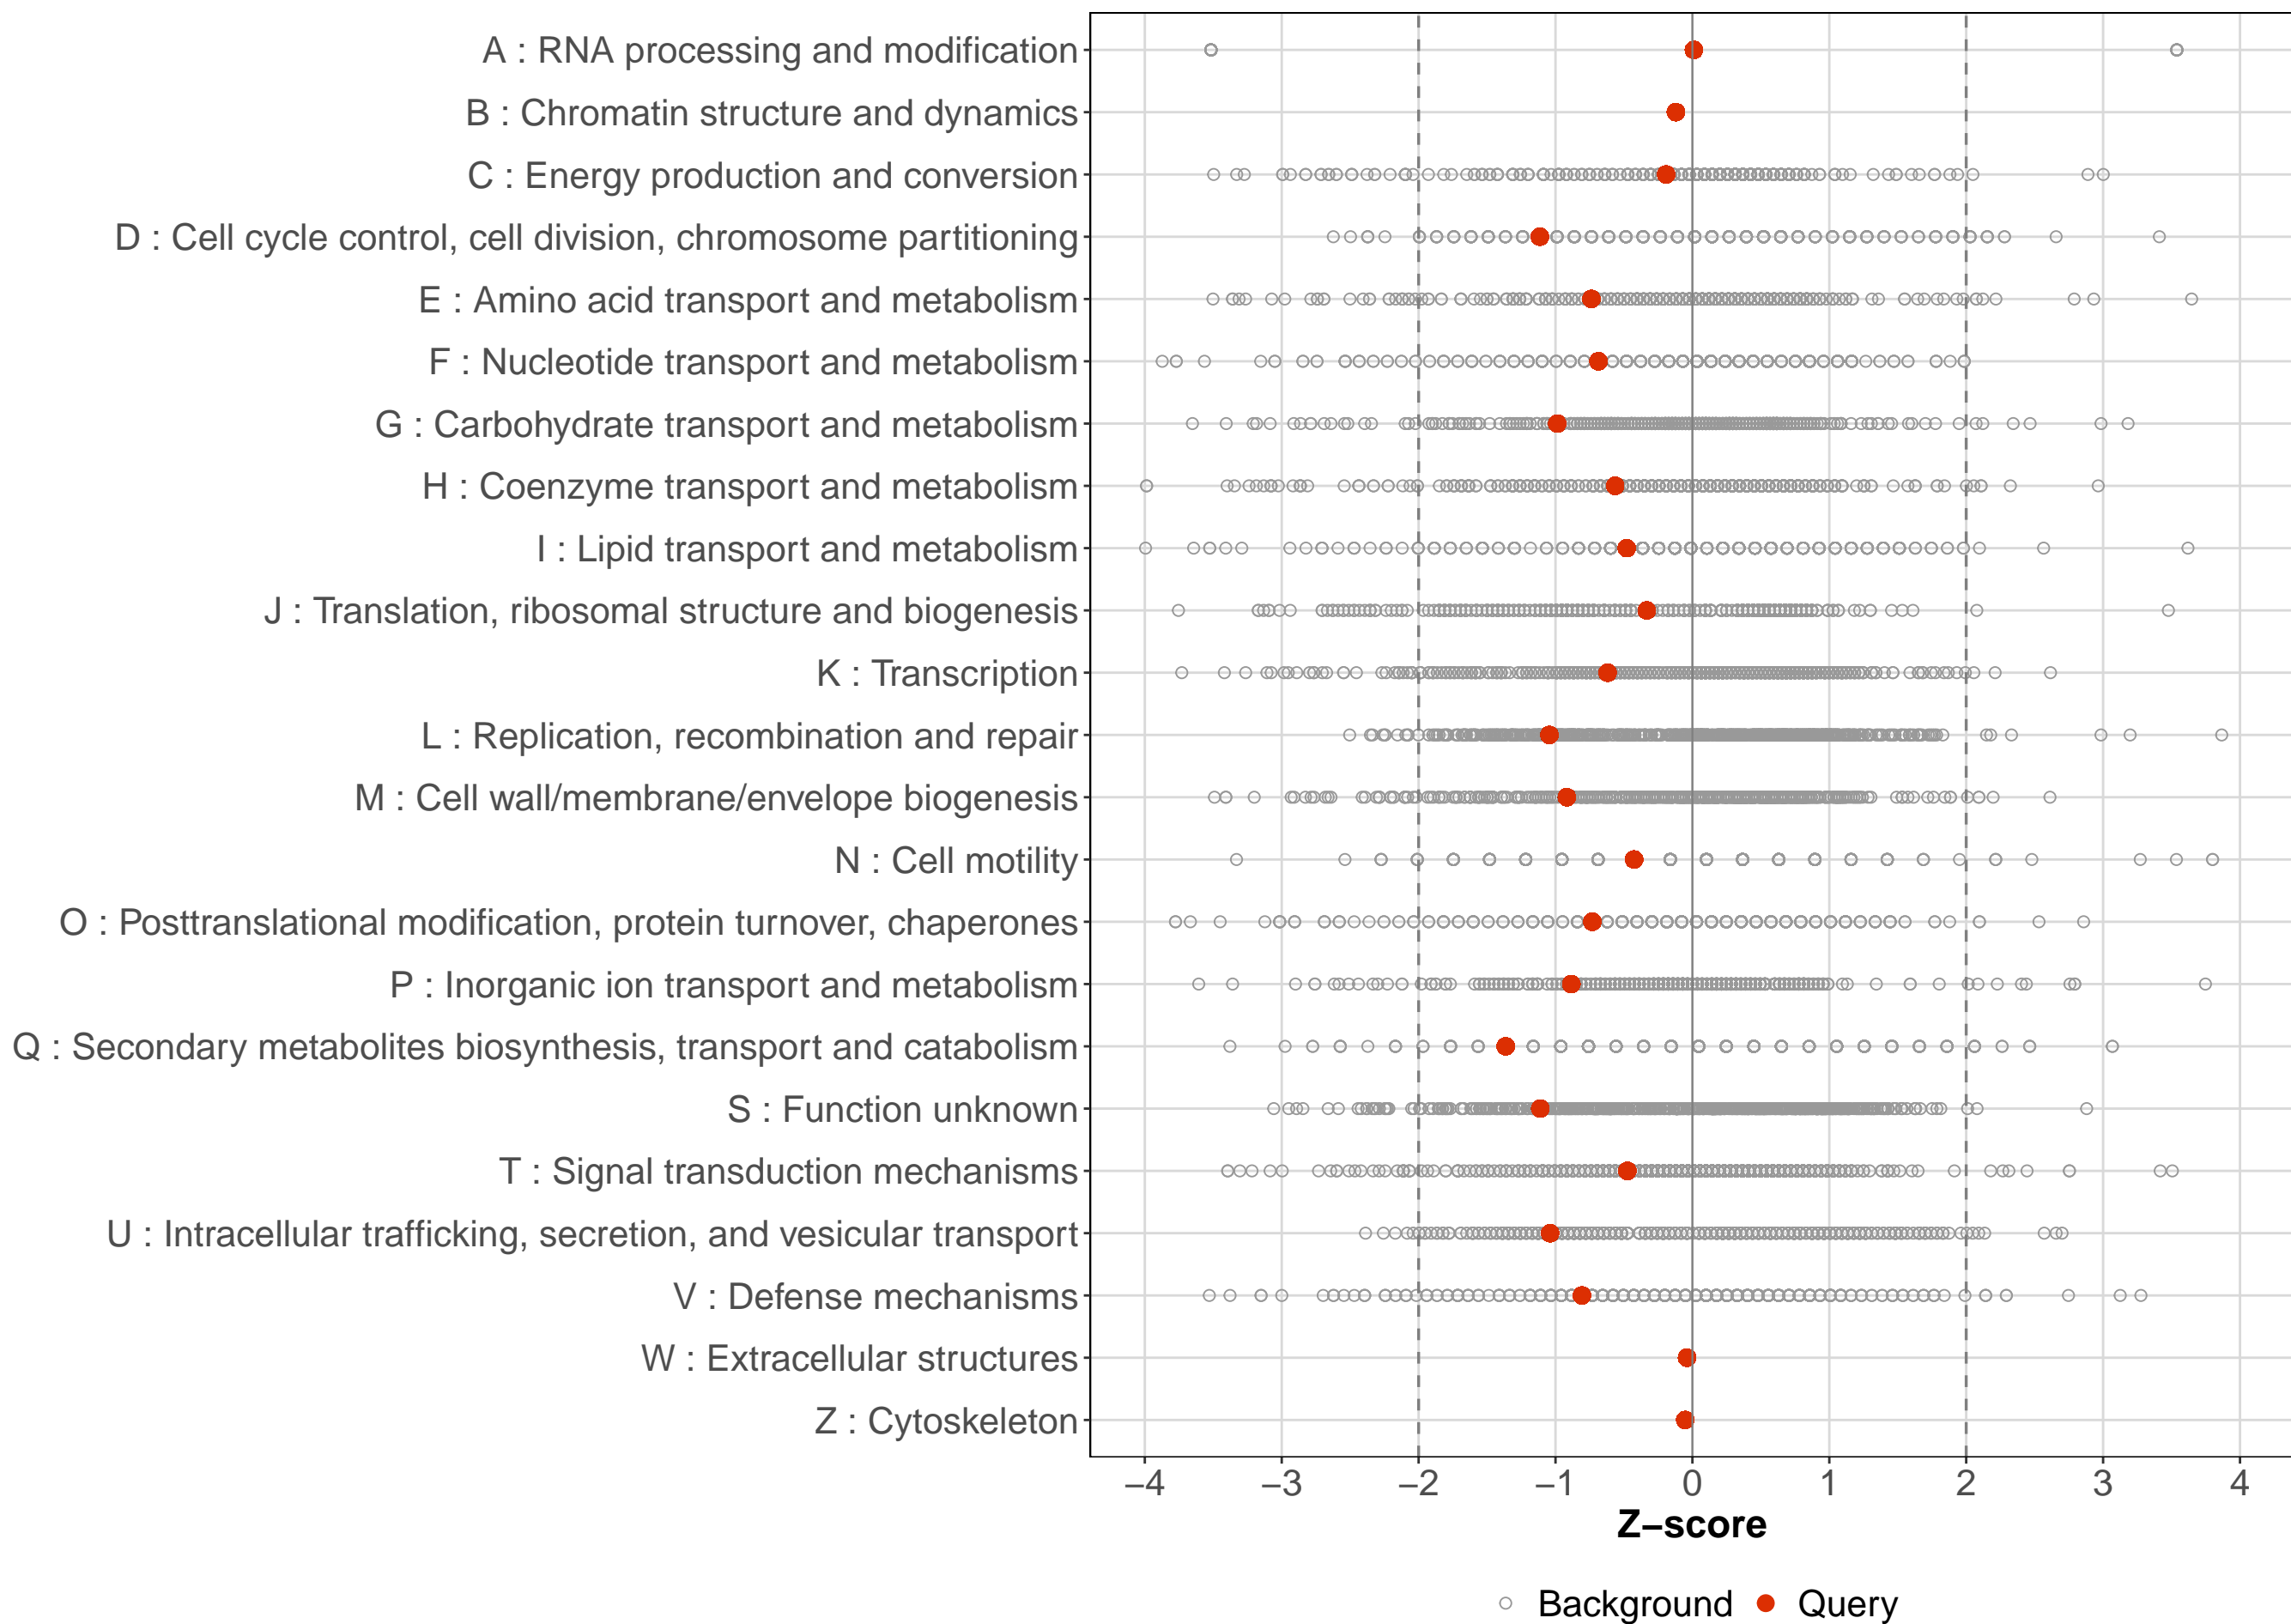 A : RNA processing and modification
B : Chromatin structure and dynamics
C : Energy production and conversion
D : Cell cycle control, cell division, chromosome partitioning
E : Amino acid transport and metabolism
F : Nucleotide transport and metabolism
G : Carbohydrate transport and metabolism
H : Coenzyme transport and metabolism
I : Lipid transport and metabolism
J : Translation, ribosomal structure and biogenesis
K : Transcription
L : Replication, recombination and repair
M : Cell wall/membrane/envelope biogenesis
N : Cell motility
O : Posttranslational modification, protein turnover, chaperones
P : Inorganic ion transport and metabolism
Q : Secondary metabolites biosynthesis, transport and catabolism
S : Function unknown
T : Signal transduction mechanisms
U : Intracellular trafficking, secretion, and vesicular transport
V : Defense mechanisms
W : Extracellular structures
Z : Cytoskeleton
−4 −3 −2 −1 0 1 2 3 4
Z−score
Background Query